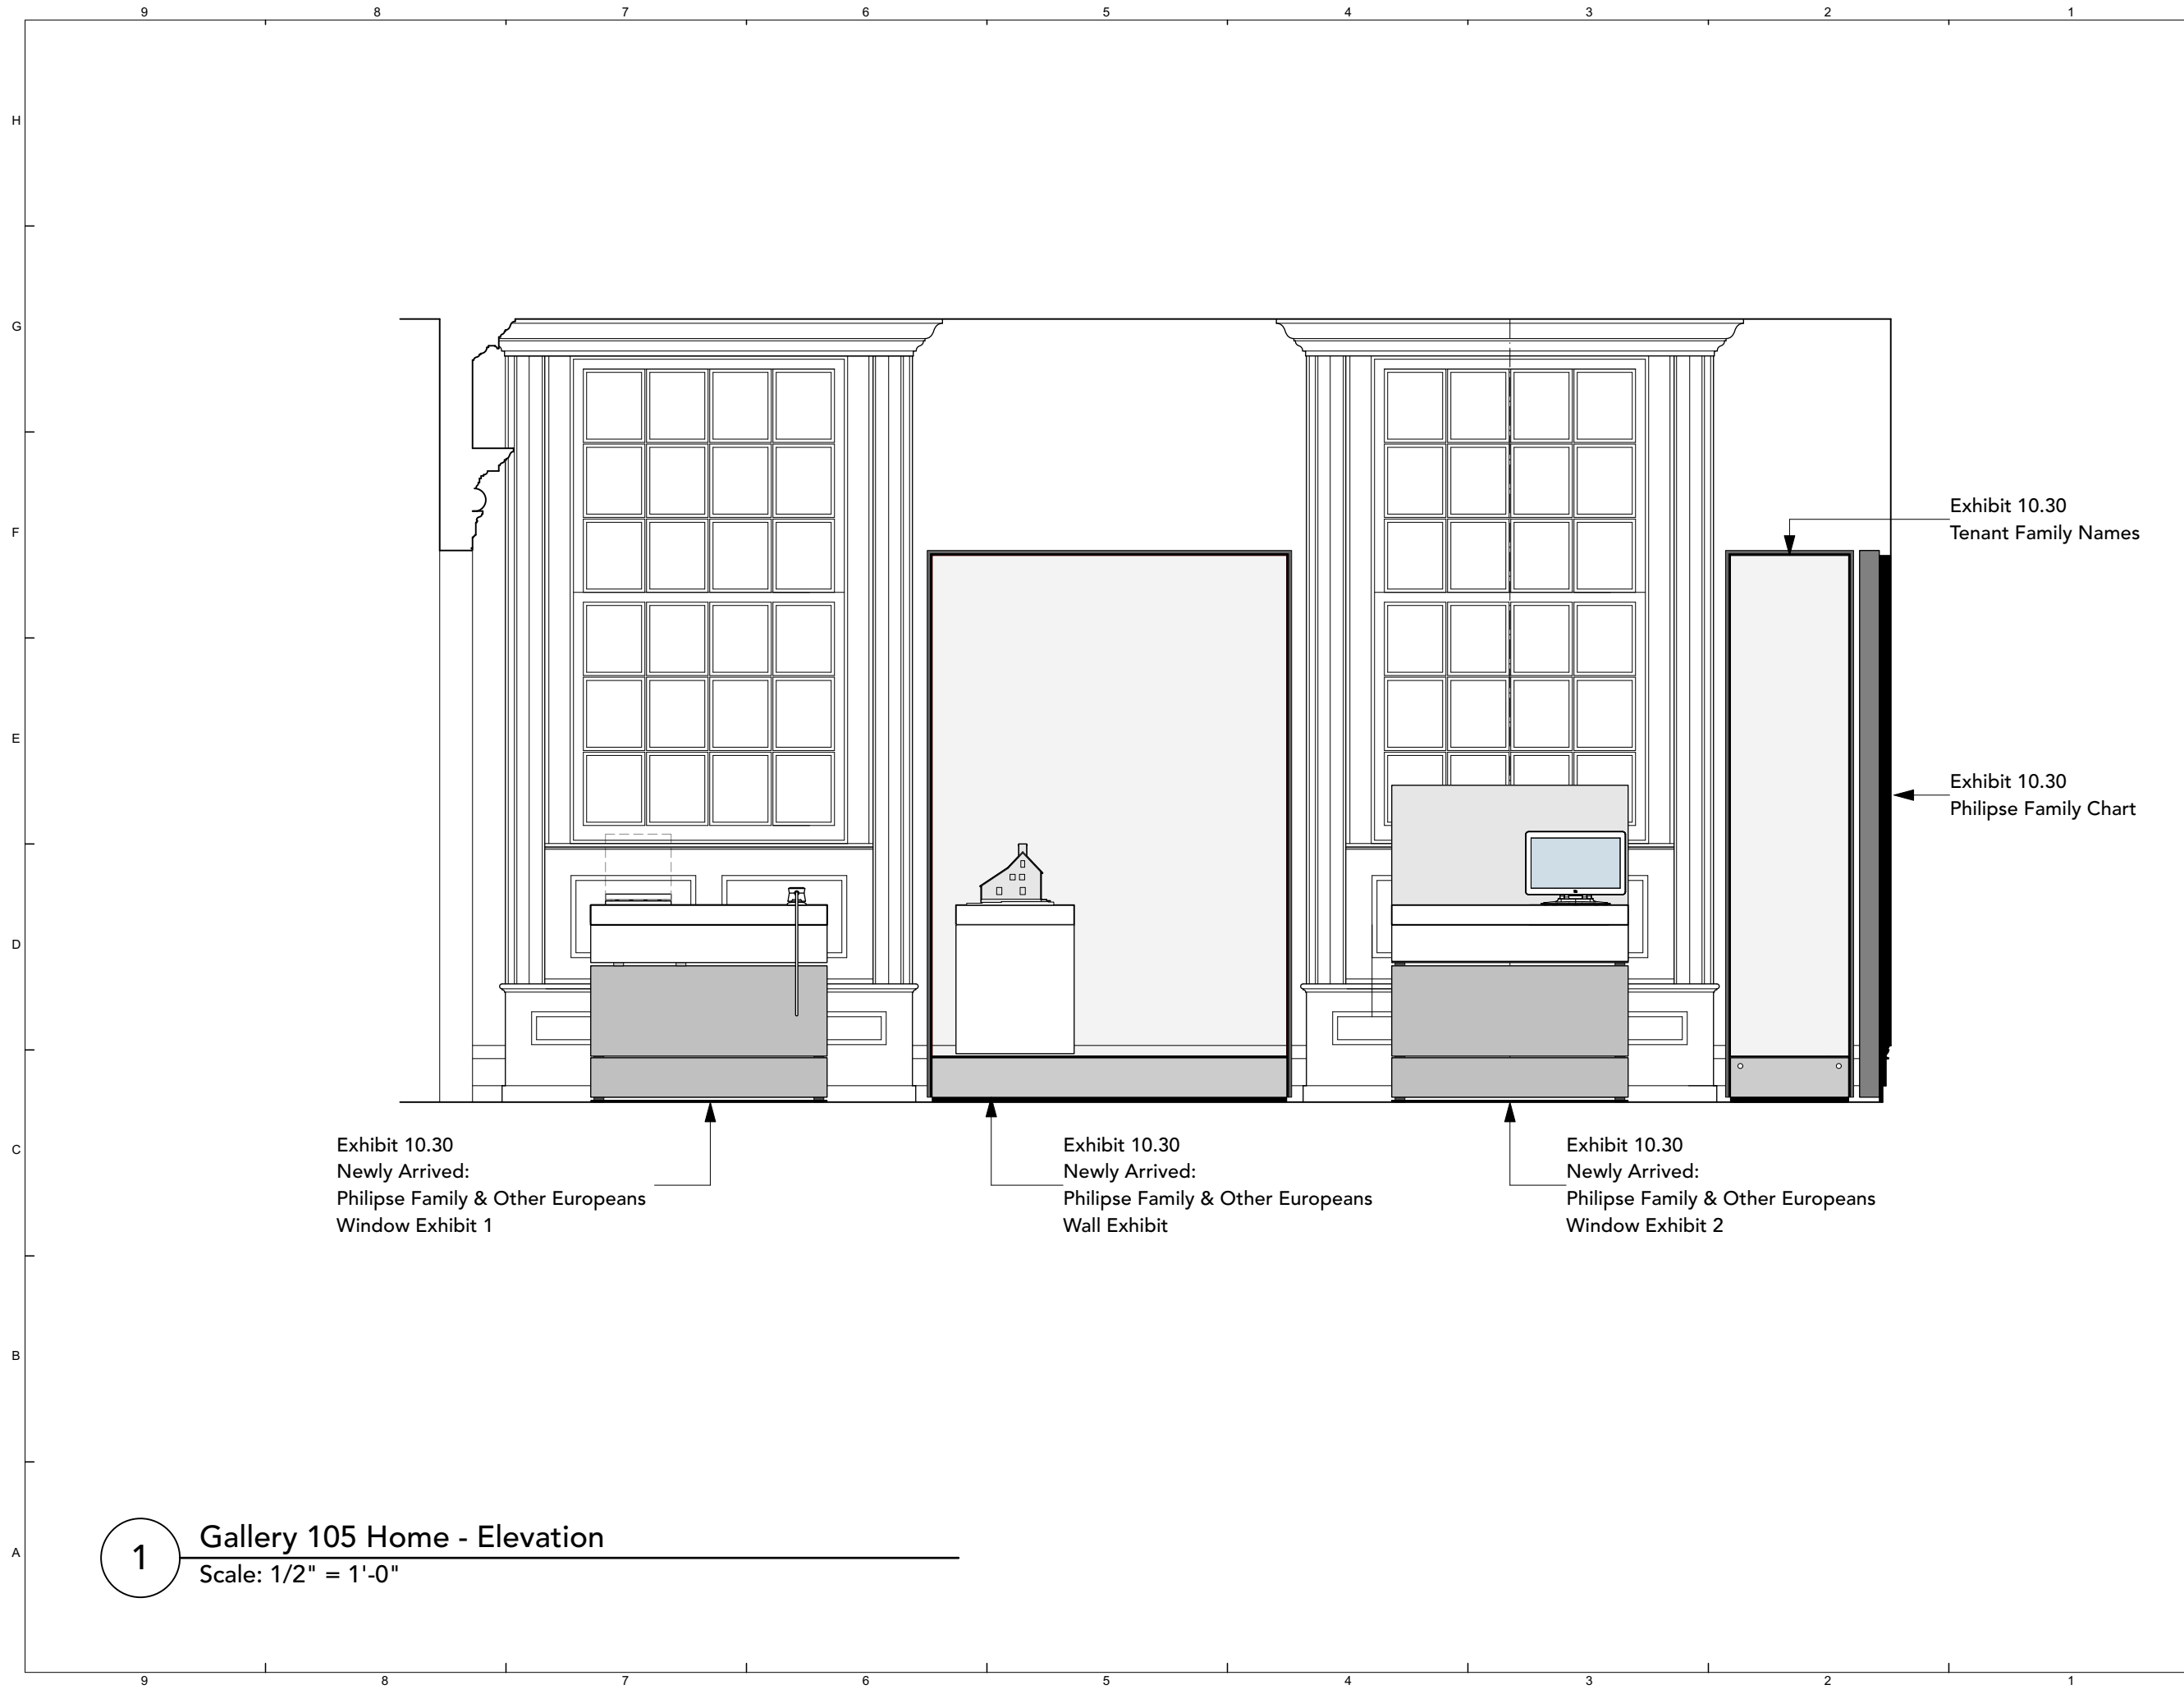 9 8 7 6 5 4 3 2 1
H
G
F
E
D
C
B
A
Exhibit 10.30
Tenant Family Names
Exhibit 10.30
Philipse Family Chart
Exhibit 10.30
Newly Arrived:
Philipse Family & Other Europeans
Window Exhibit 1
Exhibit 10.30
Newly Arrived:
Philipse Family & Other Europeans
Wall Exhibit
Exhibit 10.30
Newly Arrived:
Philipse Family & Other Europeans
Window Exhibit 2
1
Gallery 105 Home - Elevation
Scale: 1/2" = 1'-0"
9 8 7 6 5 4 3 2 1